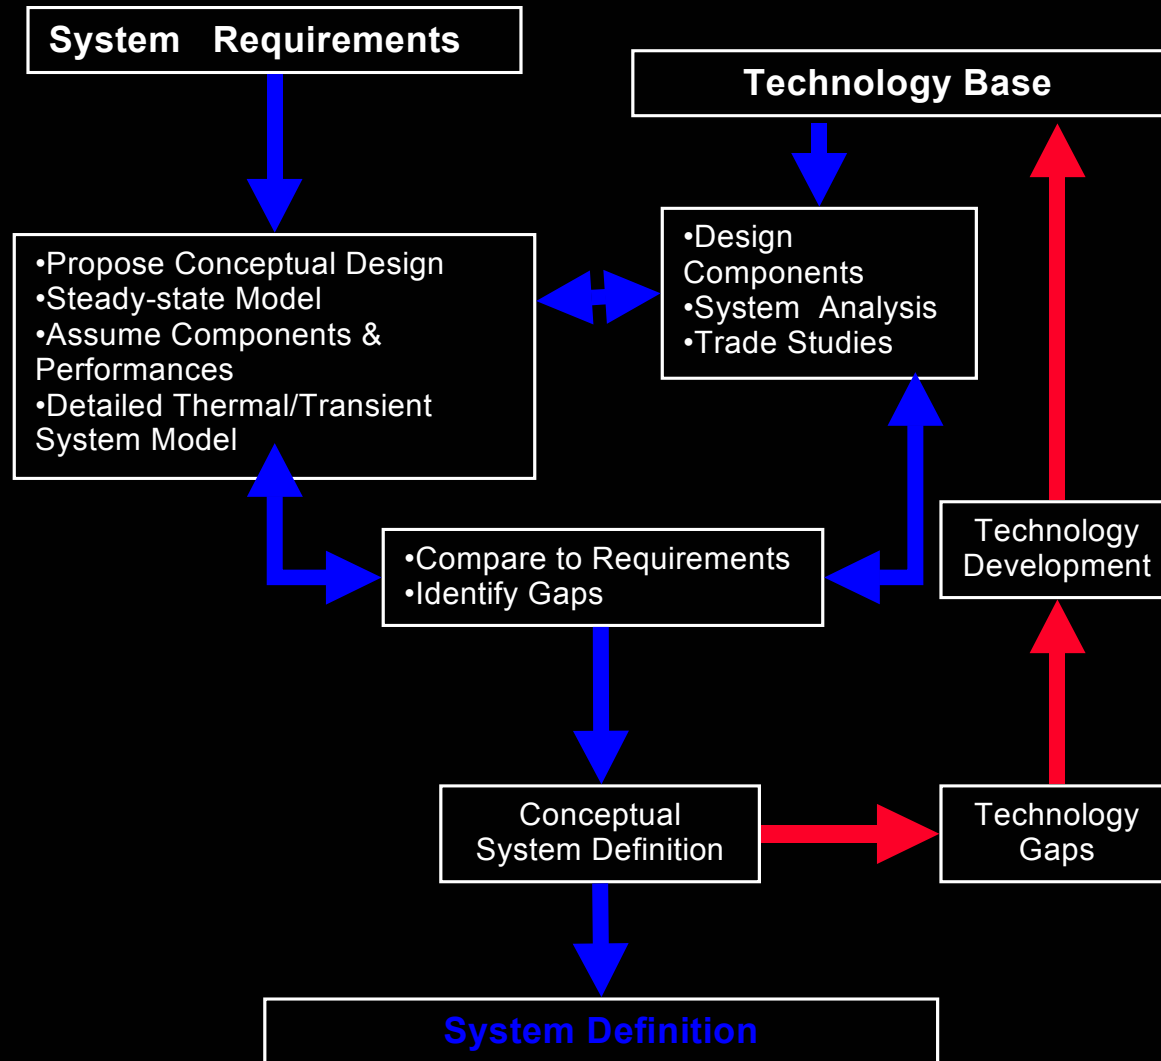 System Requirements
Technology Base
•Propose Conceptual Design
•Steady-state Model
•Assume Components &
Performances
•Detailed Thermal/Transient
System Model
•Design
Components
•System Analysis
•Trade Studies
•Compare to Requirements
•Identify Gaps
Technology
Development
Conceptual
System Definition
Technology
Gaps
System Definition